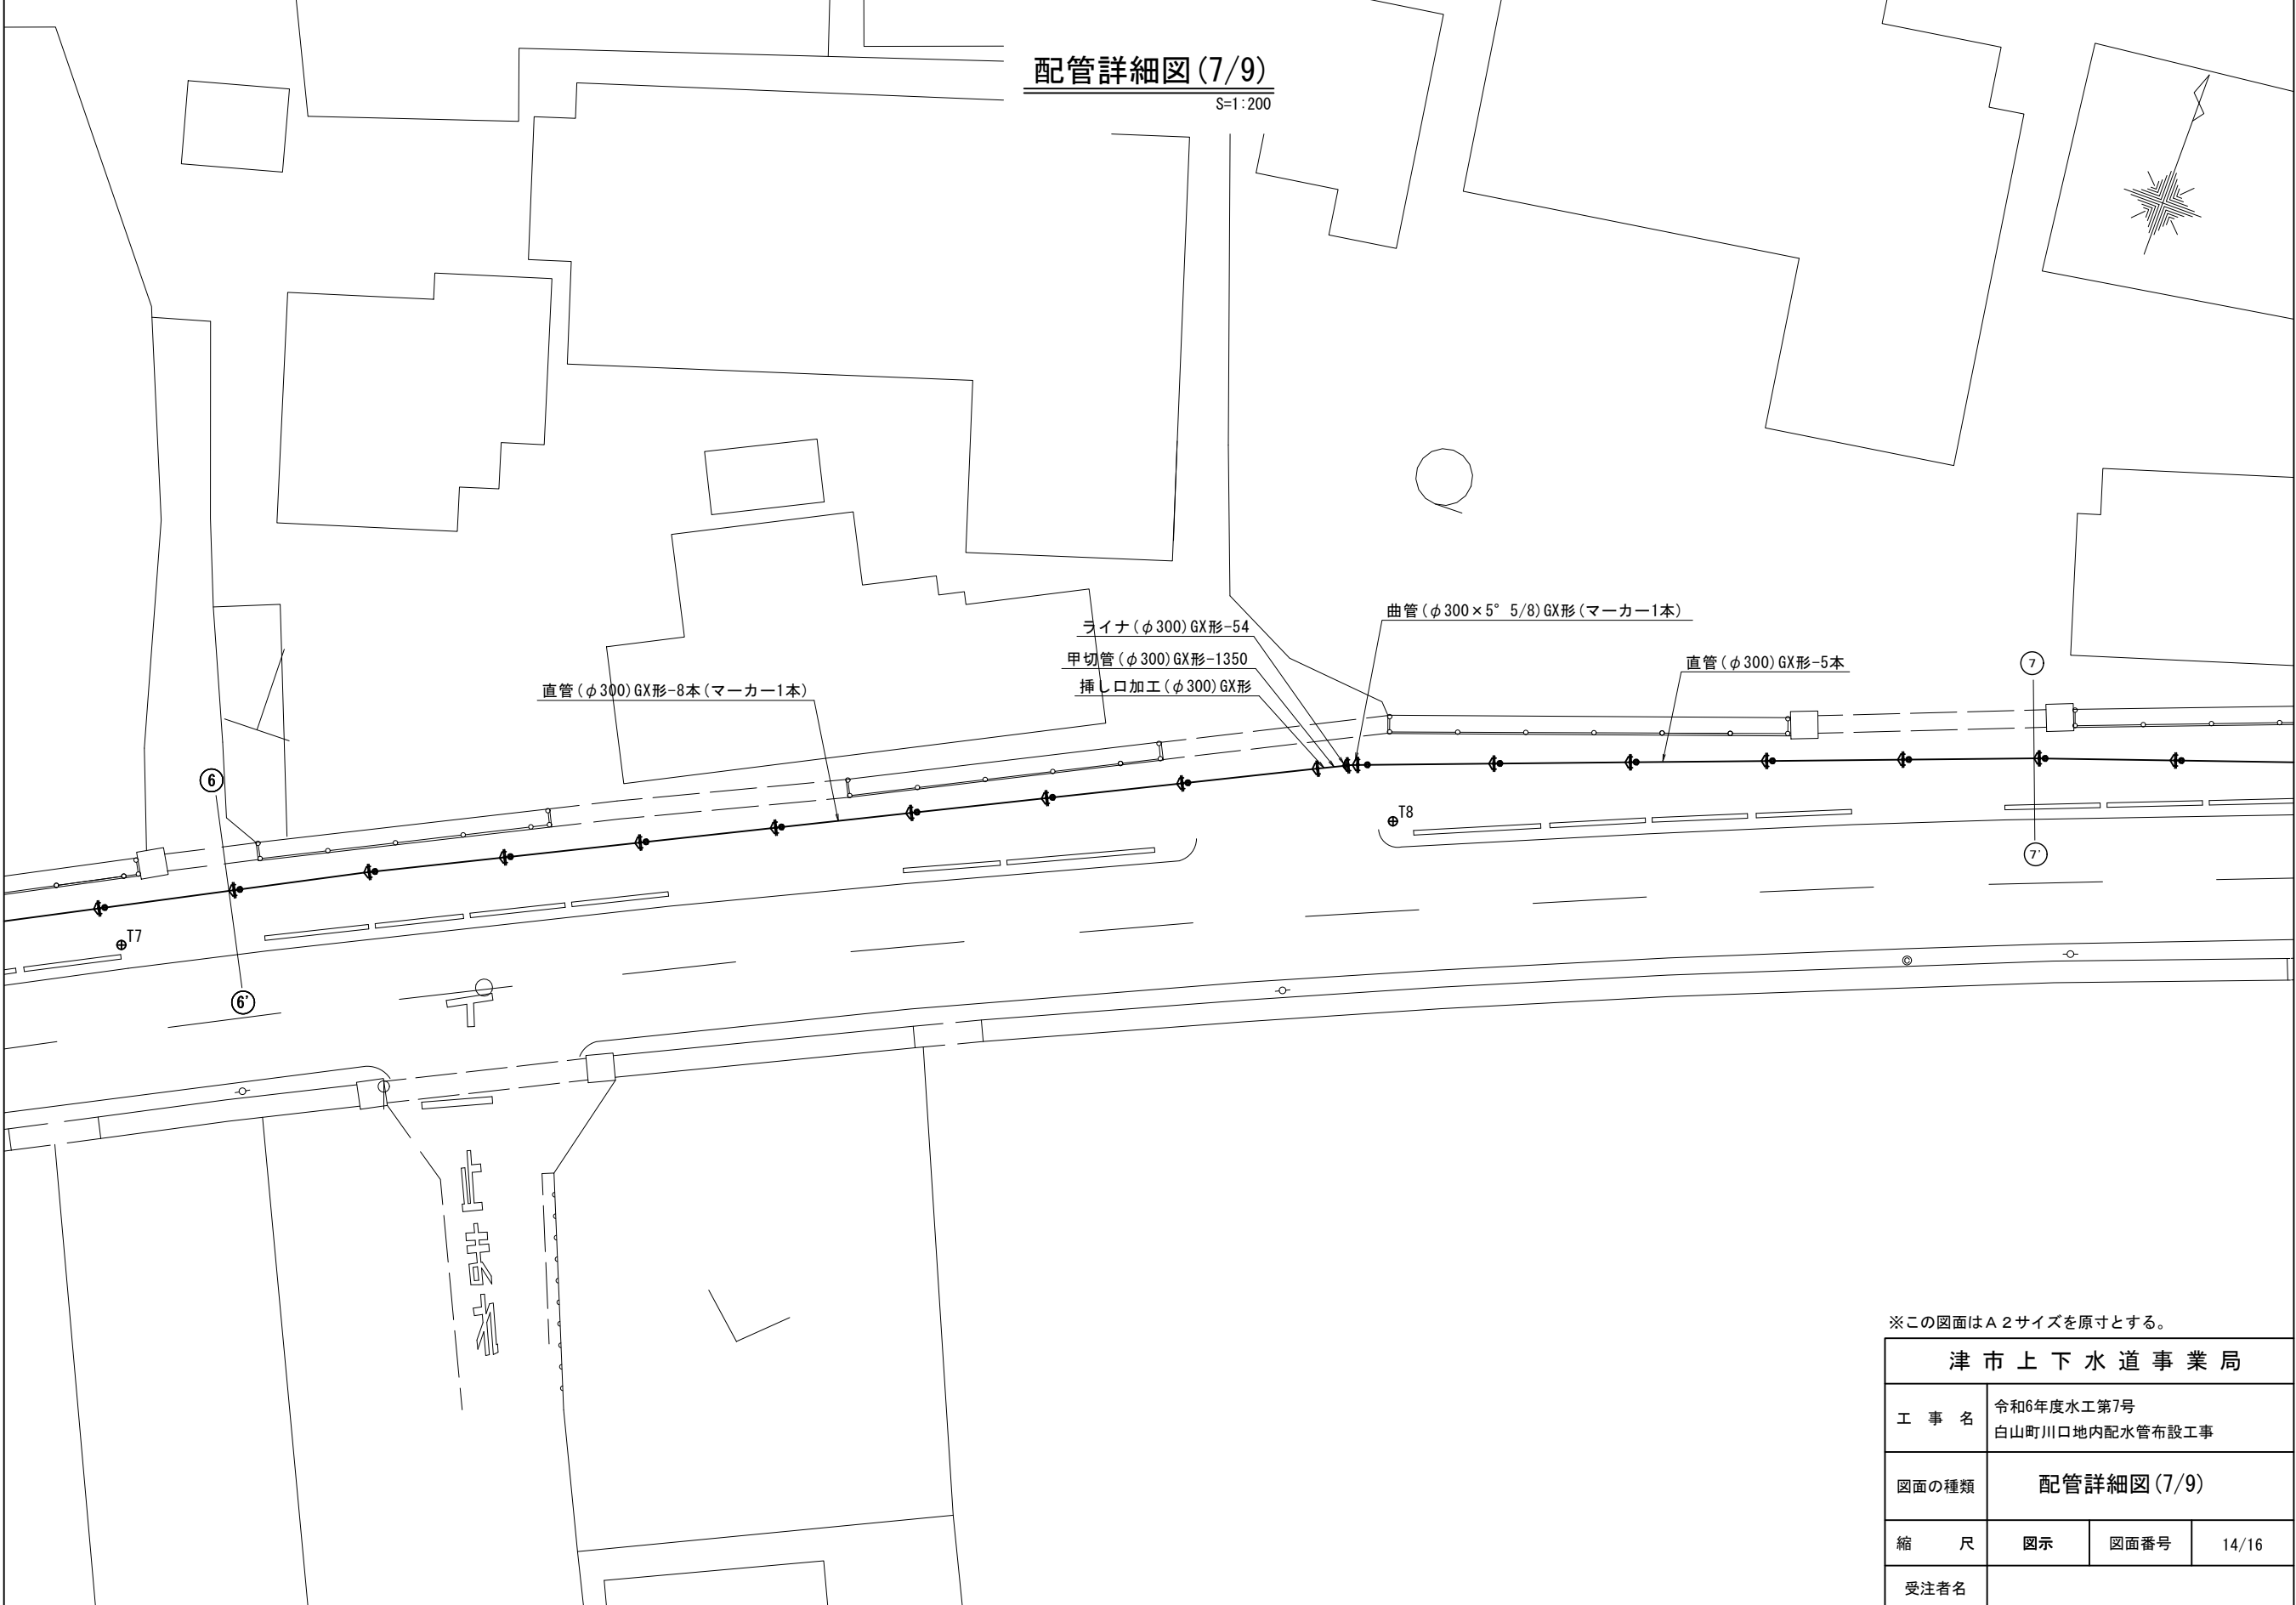 配管詳細図(7/9)
S=1:200
ライナ(φ300)GX形-54
甲切管(φ300)GX形-1350
挿し口加工(φ300)GX形
直管(φ300)GX形-8本(マーカー1本)
曲管(φ300×5° 5/8)GX形(マーカー1本)
直管(φ300)GX形-5本
7
7'
6
6'
T7
T8
止まれ
※この図面はA2サイズを原寸とする。
津市上下水道事業局
工事名
令和6年度水工第7号
白山町川口地内配水管布設工事
図面の種類
配管詳細図(7/9)
縮尺
図示
図面番号
14/16
受注者名